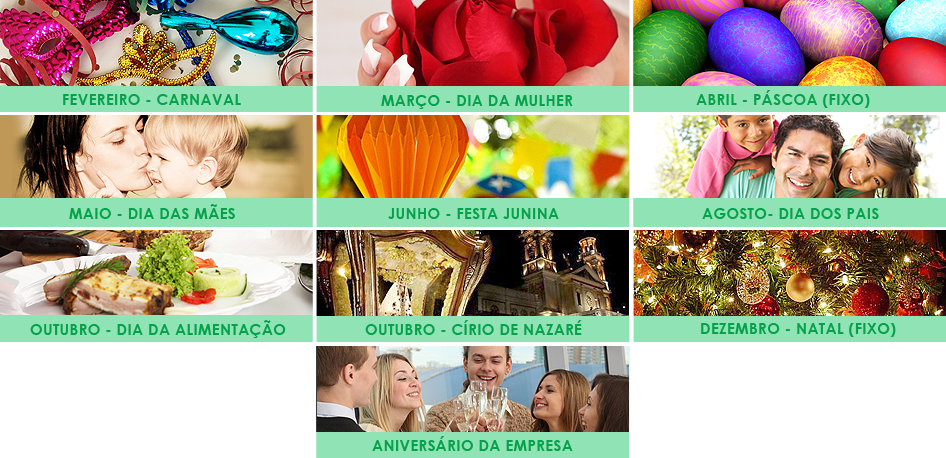 FEVEREIRO - CARNAVAL
MARÇO - DIA DA MULHER
ABRIL - PÁSCOA (FIXO)
MAIO - DIA DAS MÃES
JUNHO - FESTA JUNINA
AGOSTO- DIA DOS PAIS
OUTUBRO - DIA DA ALIMENTAÇÃO
OUTUBRO - CÍRIO DE NAZARÉ
DEZEMBRO - NATAL (FIXO)
ANIVERSÁRIO DA EMPRESA